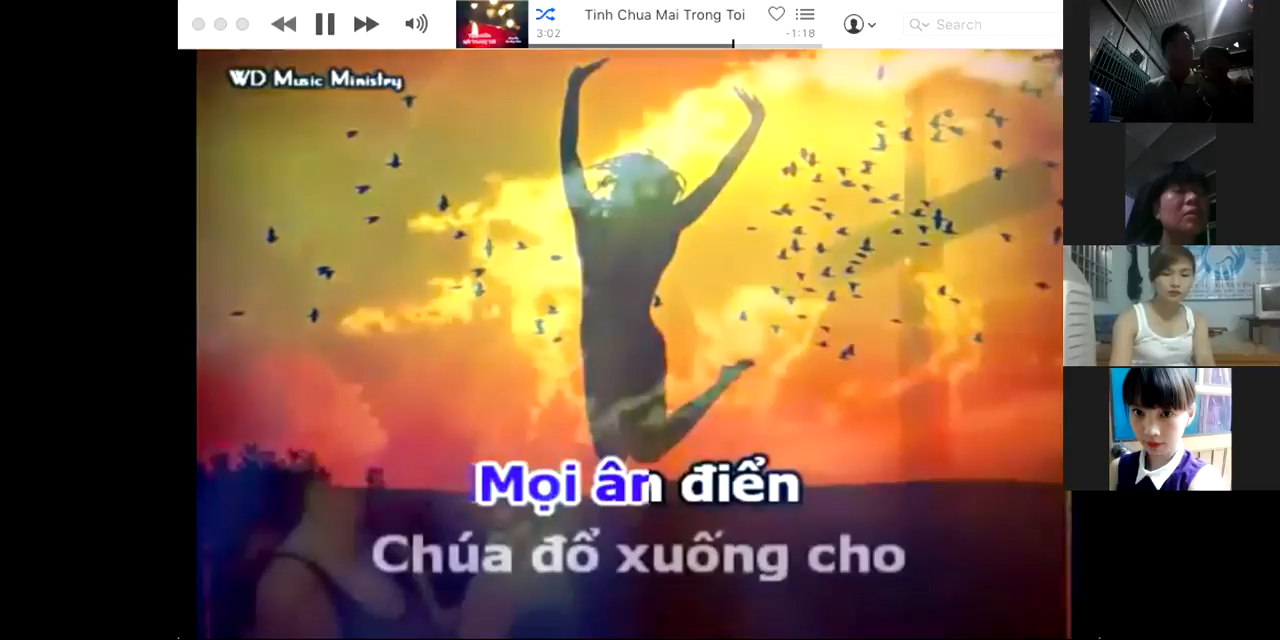 Tinh Chua Mai Trong Toi
3:02
-1:18
Search
WD Music Ministry
Mọi ân điển
Chúa đổ xuống cho